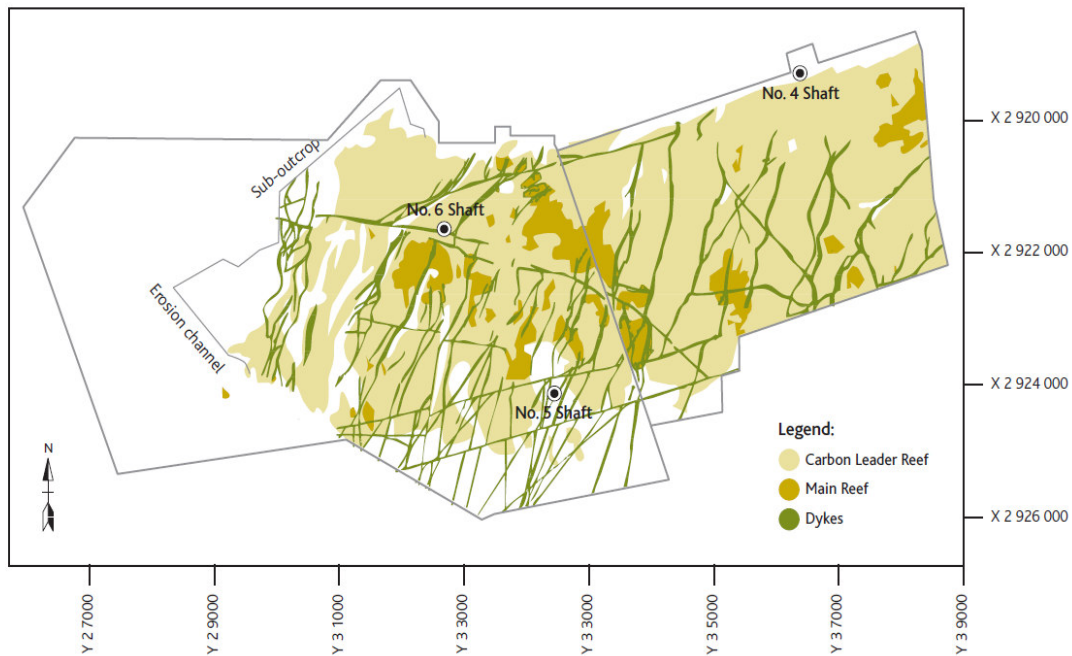 No. 4 Shaft
X 2 920 000
Sub-outcrop
No. 6 Shaft
X 2 922 000
Erosion channel
X 2 924 000
No. 5 Shaft
Legend:
Carbon Leader Reef
Main Reef
Dykes
N
X 2 926 000
Y 2 7000
Y 2 9000
Y 3 1000
Y 3 3000
Y 3 3000
Y 3 5000
Y 3 7000
Y 3 9000